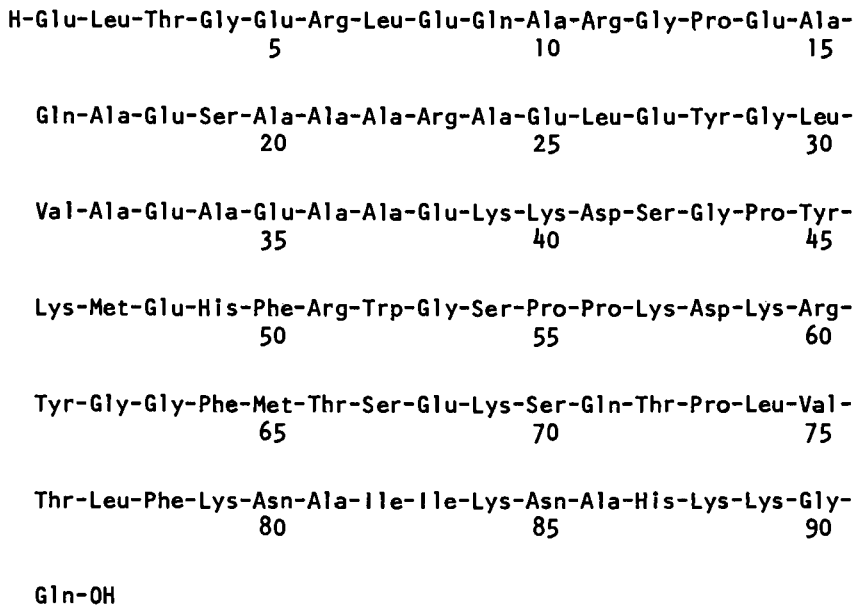 H-Glu-Leu-Thr-Gly-Glu-Arg-Leu-Glu-Gln-Ala-Arg-Gly-Pro-Glu-Ala-
5 10 15
Gln-Ala-Glu-Ser-Ala-Ala-Ala-Arg-Ala-Glu-Leu-Glu-Tyr-Gly-Leu-
20 25 30
Val-Ala-Glu-Ala-Glu-Ala-Ala-Glu-Lys-Lys-Asp-Ser-Gly-Pro-Tyr-
35 40 45
Lys-Met-Glu-His-Phe-Arg-Trp-Gly-Ser-Pro-Pro-Lys-Asp-Lys-Arg-
50 55 60
Tyr-Gly-Gly-Phe-Met-Thr-Ser-Glu-Lys-Ser-Gln-Thr-Pro-Leu-Val-
65 70 75
Thr-Leu-Phe-Lys-Asn-Ala-Ile-Ile-Lys-Asn-Ala-His-Lys-Lys-Gly-
80 85 90
Gln-OH